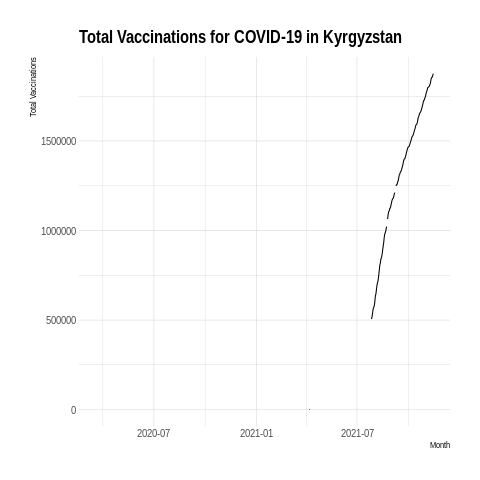 Total Vaccinations for COVID-19 in Kyrgyzstan
Total Vaccinations
1500000
1000000
500000
0
2020-07 2021-01 2021-07
Month